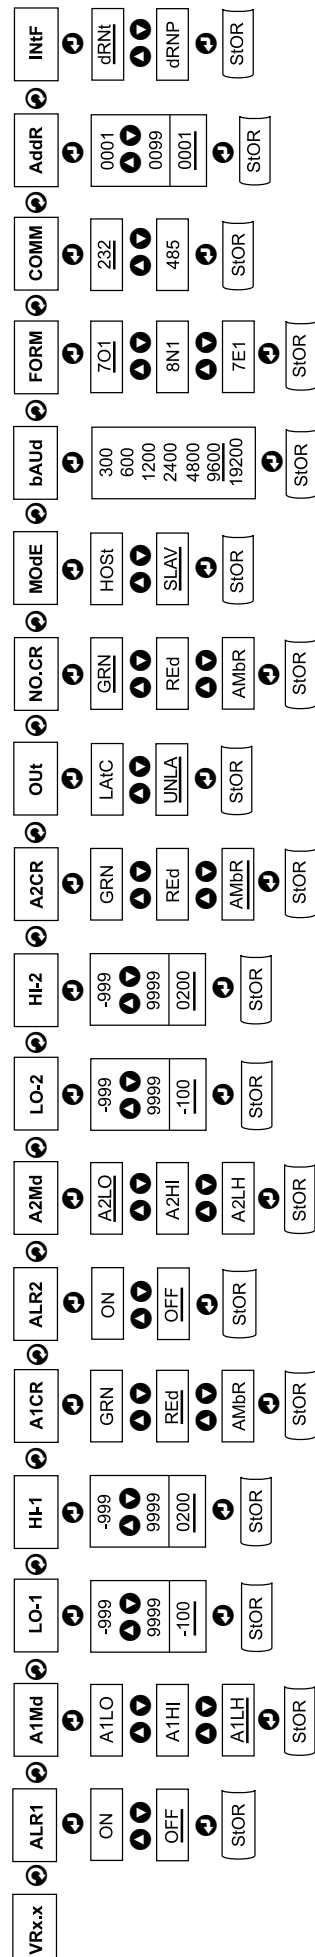 VRx.x
ALR1
ON
OFF
StOR
A1Md
A1LO
A1HI
A1LH
StOR
LO-1
-999
9999
-100
StOR
HI-1
-999
9999
0200
StOR
A1CR
GRN
REd
AMbR
StOR
ALR2
ON
OFF
StOR
A2Md
A2LO
A2HI
A2LH
StOR
LO-2
-999
9999
-100
StOR
HI-2
-999
9999
0200
StOR
A2CR
GRN
REd
AMbR
StOR
OUt
LAtC
UNLA
StOR
NO.CR
GRN
REd
AMbR
StOR
MOdE
HOSt
SLAV
StOR
bAUd
300
600
1200
2400
4800
9600
19200
StOR
FORM
7O1
8N1
7E1
StOR
COMM
232
485
StOR
AddR
0001
0099
0001
StOR
INtF
dRNt
dRNP
StOR